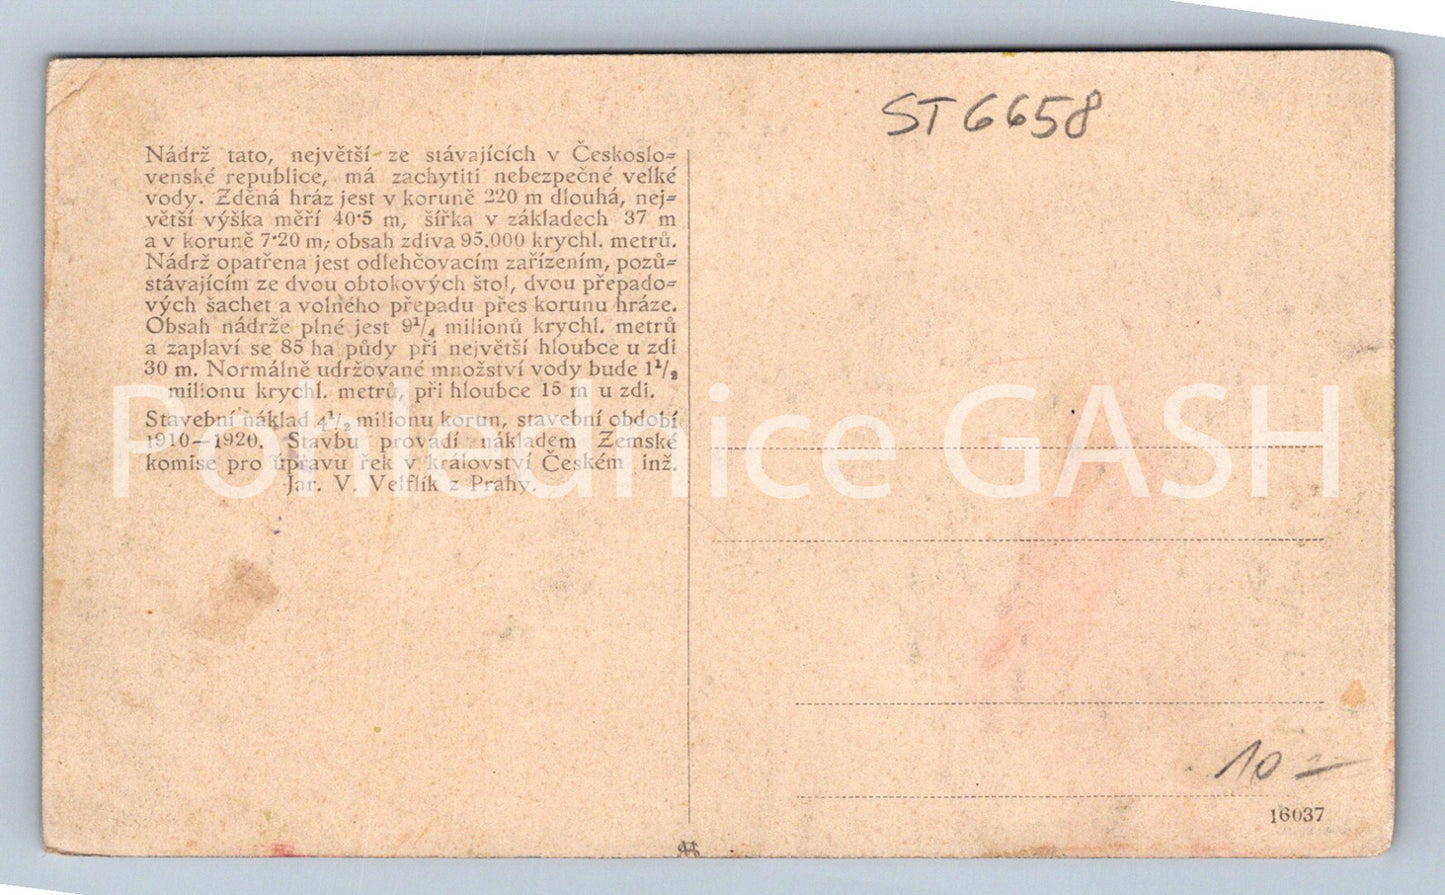 ST 6658
Nádrž tato, největší ze stávajících v Českoslo=
venské republice, má zachytiti nebezpečné velké
vody. Zděná hráz jest v koruně 220 m dlouhá, nej=
větší výška měří 40·5 m, šířka v základech 37 m
a v koruně 7·20 m; obsah zdiva 95.000 krychl. metrů.
Nádrž opatřena jest odlehčovacím zařízením, pozů=
stávajícím ze dvou obtokových štol, dvou přepado=
vých šachet a volného přepadu přes korunu hráze.
Obsah nádrže plné jest 9¹/₄ milionů krychl. metrů
a zaplaví se 85 ha půdy při největší hloubce u zdi
30 m. Normálně udržované množství vody bude 1¹/₂
milionu krychl. metrů, při hloubce 15 m u zdi.
Stavební náklad 4¹/₂ milionu korun, stavební období
1910—1920. Stavbu provádí nákladem Zemské
komise pro úpravu řek v království Českém inž.
Jar. V. Velflík z Prahy.
Pohlednice GASH
10 =
16037